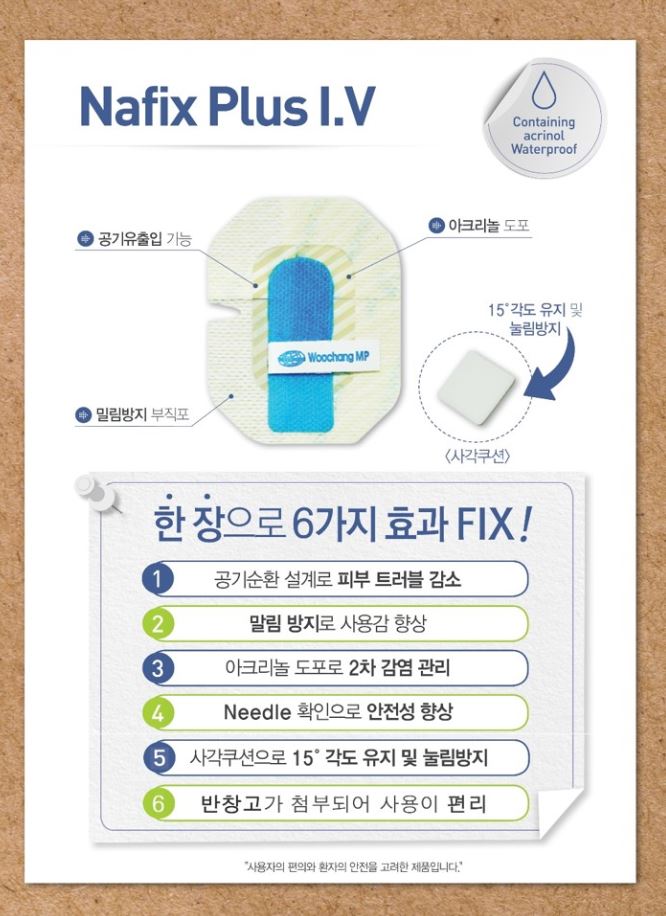 Nafix Plus I.V
Containing
acrinol
Waterproof
공기유출입 가능
아크리놀 도포
15°각도 유지 및
눌림방지
Woochang MP
밀림방지 부직포
<사각쿠션>
한 장으로 6가지 효과 FIX!
1 공기순환 설계로 피부 트러블 감소
2 말림 방지로 사용감 향상
3 아크리놀 도포로 2차 감염 관리
4 Needle 확인으로 안전성 향상
5 사각쿠션으로 15° 각도 유지 및 눌림방지
6 반창고가 첨부되어 사용이 편리
"사용자의 편의와 환자의 안전을 고려한 제품입니다."